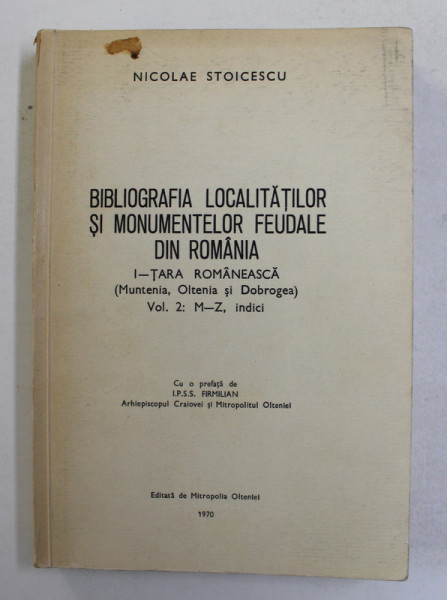 NICOLAE STOICESCU
BIBLIOGRAFIA LOCALITĂȚILOR
ȘI MONUMENTELOR FEUDALE
DIN ROMÂNIA
I—ȚARA ROMÂNEASCĂ
(Muntenia, Oltenia și Dobrogea)
Vol. 2: M—Z, indici
Cu o prefață de
I.P.S.S. FIRMILIAN
Arhiepiscopul Craiovei și Mitropolitul Olteniei
Editată de Mitropolia Olteniei
1970